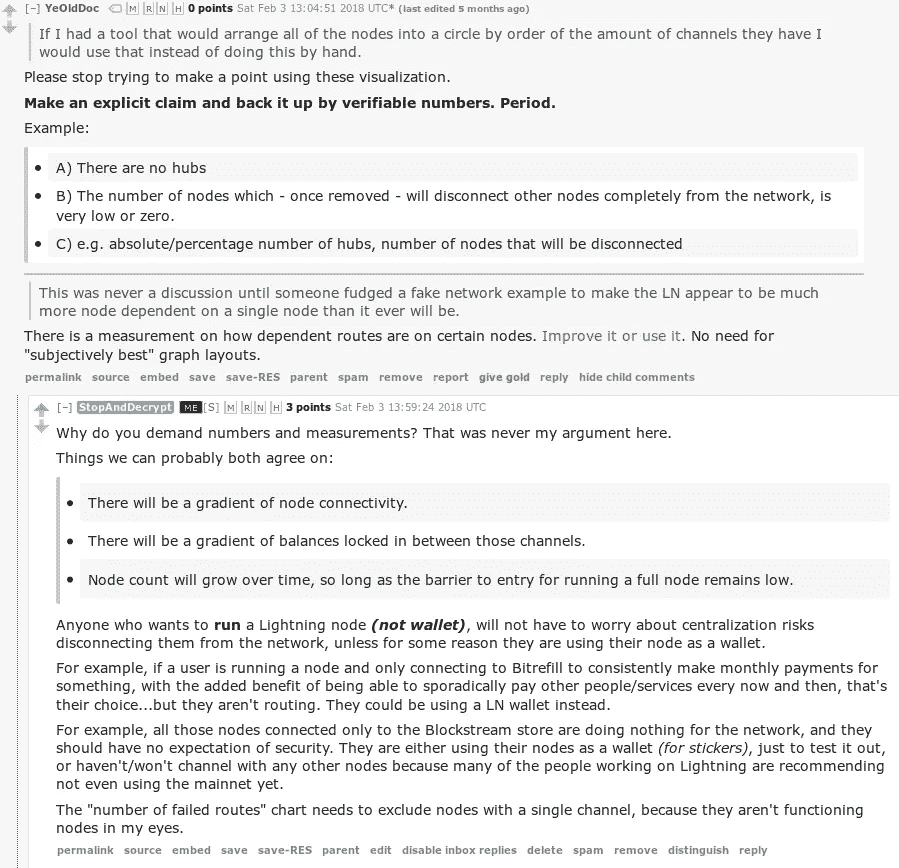 [–] YeOldDoc M R N H 0 points Sat Feb 3 13:04:51 2018 UTC* (last edited 5 months ago)
If I had a tool that would arrange all of the nodes into a circle by order of the amount of channels they have I
would use that instead of doing this by hand.
Please stop trying to make a point using these visualization.
Make an explicit claim and back it up by verifiable numbers. Period.
Example:
• A) There are no hubs
• B) The number of nodes which - once removed - will disconnect other nodes completely from the network, is
very low or zero.
• C) e.g. absolute/percentage number of hubs, number of nodes that will be disconnected
This was never a discussion until someone fudged a fake network example to make the LN appear to be much
more node dependent on a single node than it ever will be.
There is a measurement on how dependent routes are on certain nodes. Improve it or use it. No need for
"subjectively best" graph layouts.
permalink source embed save save-RES parent spam remove report give gold reply hide child comments
[–] StopAndDecrypt ME [S] M R N H 3 points Sat Feb 3 13:59:24 2018 UTC
Why do you demand numbers and measurements? That was never my argument here.
Things we can probably both agree on:
• There will be a gradient of node connectivity.
• There will be a gradient of balances locked in between those channels.
• Node count will grow over time, so long as the barrier to entry for running a full node remains low.
Anyone who wants to run a Lightning node (not wallet), will not have to worry about centralization risks
disconnecting them from the network, unless for some reason they are using their node as a wallet.
For example, if a user is running a node and only connecting to Bitrefill to consistently make monthly payments for
something, with the added benefit of being able to sporadically pay other people/services every now and then, that's
their choice...but they aren't routing. They could be using a LN wallet instead.
For example, all those nodes connected only to the Blockstream store are doing nothing for the network, and they
should have no expectation of security. They are either using their nodes as a wallet (for stickers), just to test it out,
or haven't/won't channel with any other nodes because many of the people working on Lightning are recommending
not even using the mainnet yet.
The "number of failed routes" chart needs to exclude nodes with a single channel, because they aren't functioning
nodes in my eyes.
permalink source embed save save-RES parent edit disable inbox replies delete spam remove distinguish reply